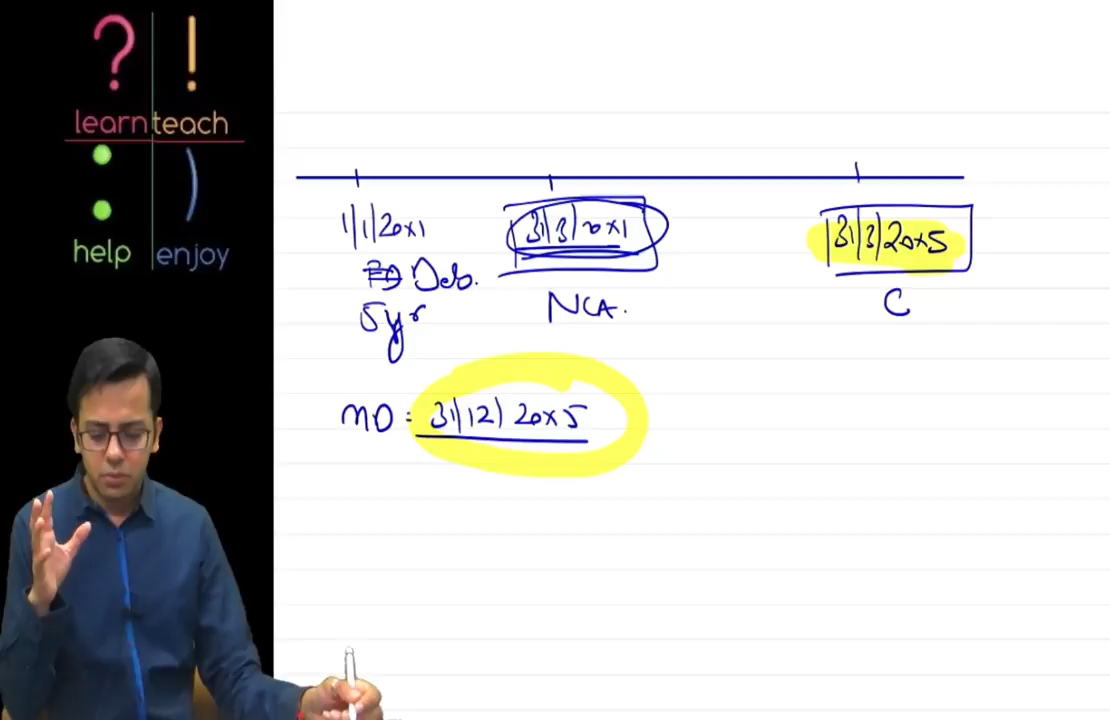 ? !
learn teach
: )
help enjoy
1|1|20x1
31|3|20x1
31|3|20x5
Deb.
5yr
NCA.
C
MD = 31|12|20x5